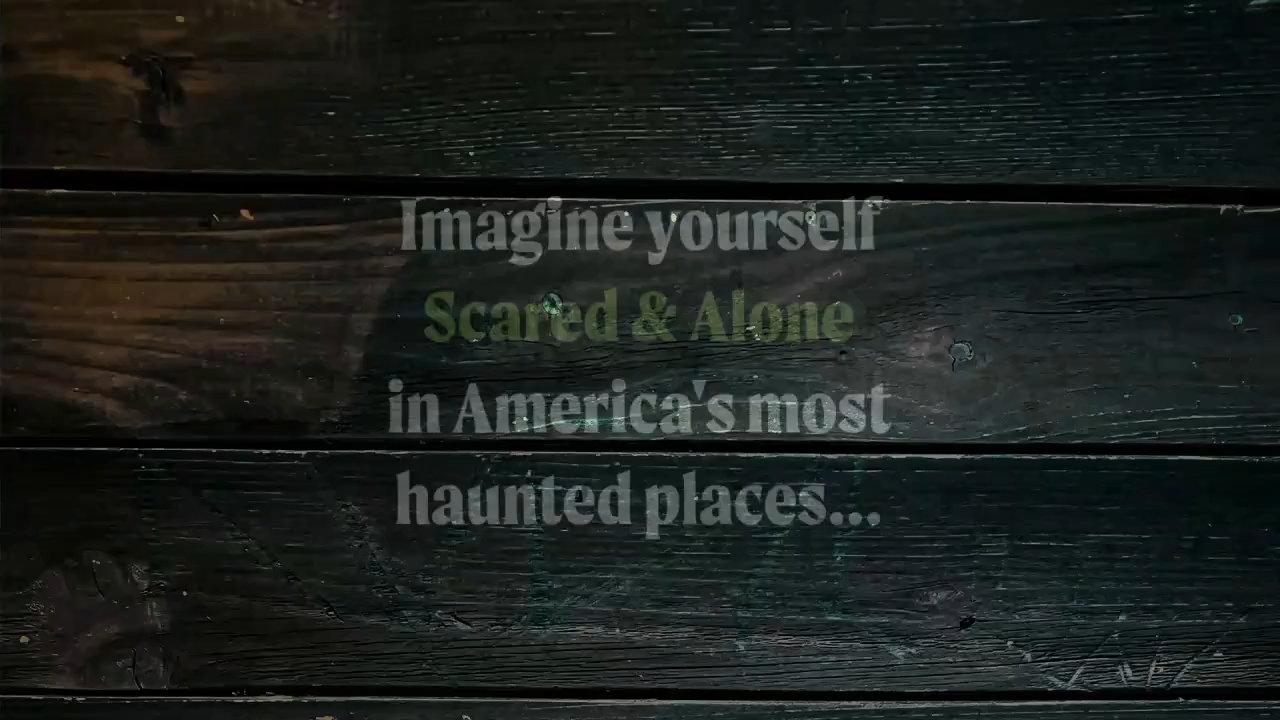 Imagine yourself
Scared & Alone
in America's most
haunted places...